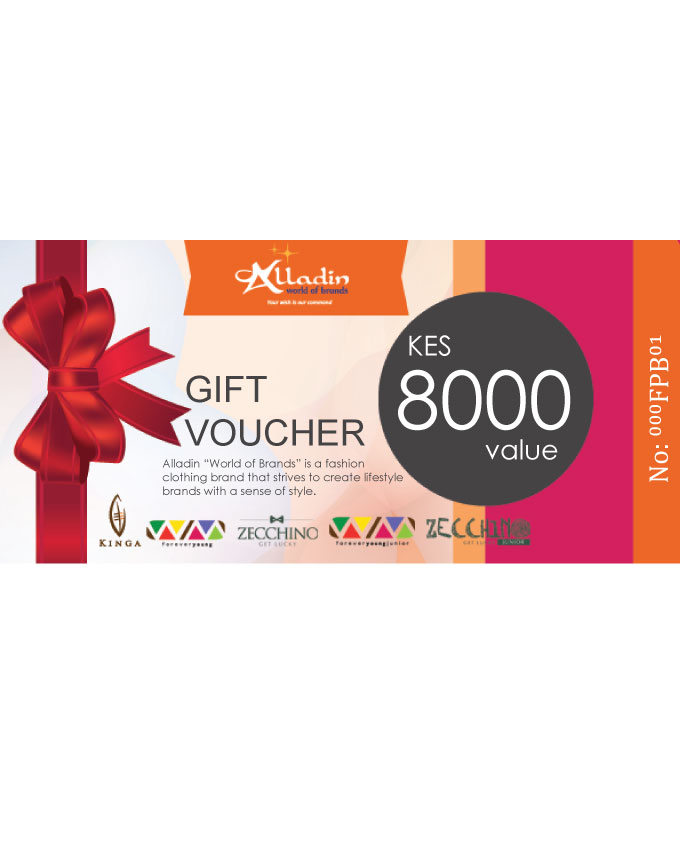 Alladin
world of brands
Your wish is our command
GIFT
VOUCHER
KES
8000
value
Alladin “World of Brands” is a fashion
clothing brand that strives to create lifestyle
brands with a sense of style.
KINGA
foreveryoung
ZECCHINO
GET LUCKY
foreveryoungjunior
ZECCHINO
No: 000FPB01